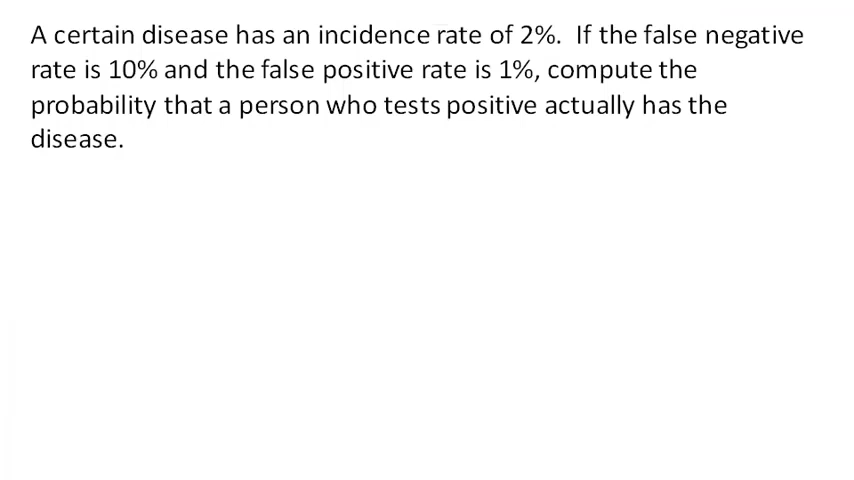 A certain disease has an incidence rate of 2%.  If the false negative
rate is 10% and the false positive rate is 1%, compute the
probability that a person who tests positive actually has the
disease.